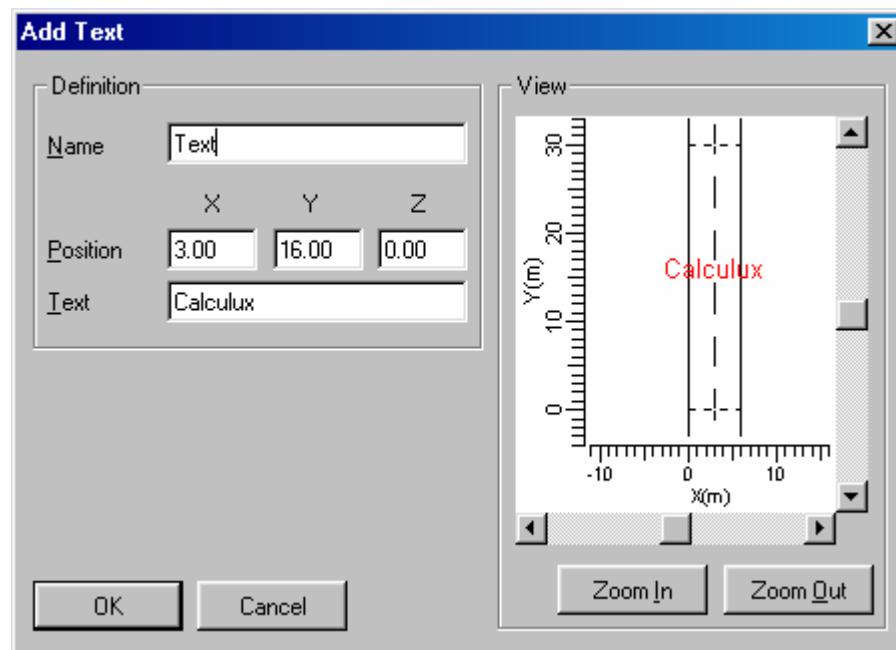 Add Text
Definition
Name Text
X Y Z
Position 3.00 16.00 0.00
Text Calculux
View
30
20
10
0
Y(m)
Calculux
-10 0 10
X(m)
Zoom In Zoom Out
OK Cancel